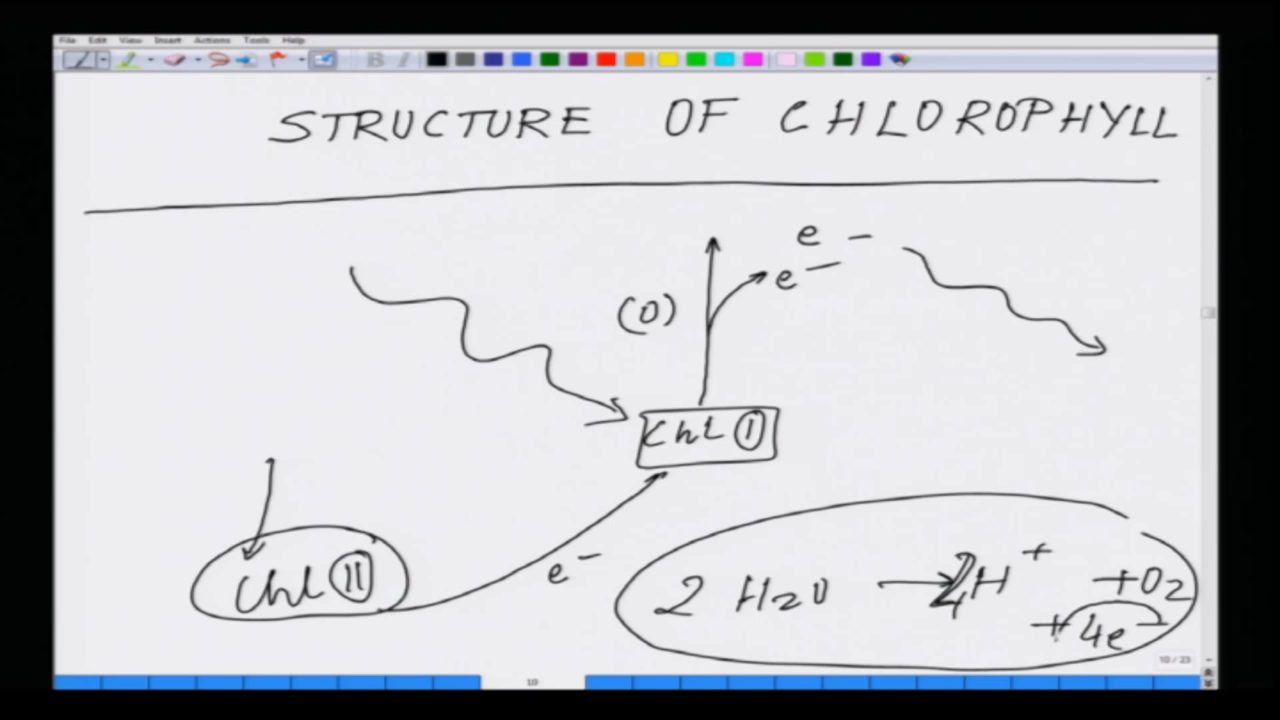 File Edit View Insert Actions Tools Help
B I
STRUCTURE OF CHLOROPHYLL
e -
e-
(0)
Chl I
e-
Chl II
2 H2O → 4H+ + O2
+ 4e-
10 / 23
10